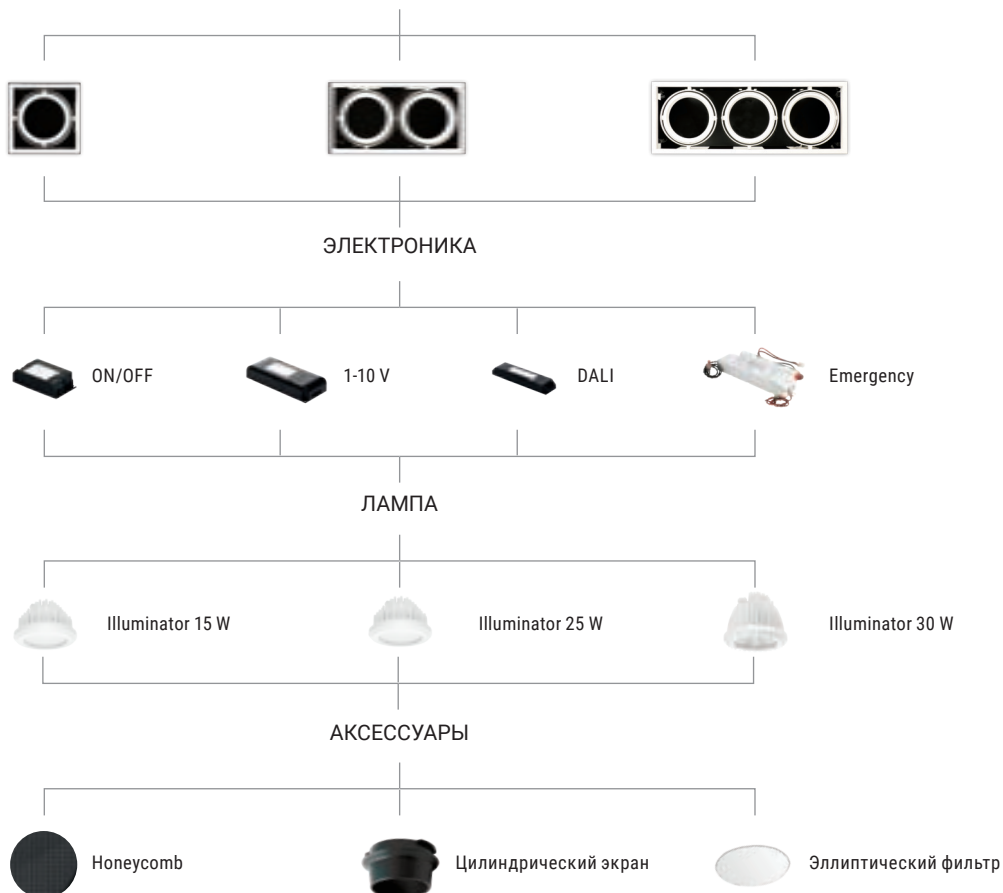 ЭЛЕКТРОНИКА
ON/OFF
1-10 V
DALI
Emergency
ЛАМПА
Illuminator 15 W
Illuminator 25 W
Illuminator 30 W
АКСЕССУАРЫ
Honeycomb
Цилиндрический экран
Эллиптический фильтр